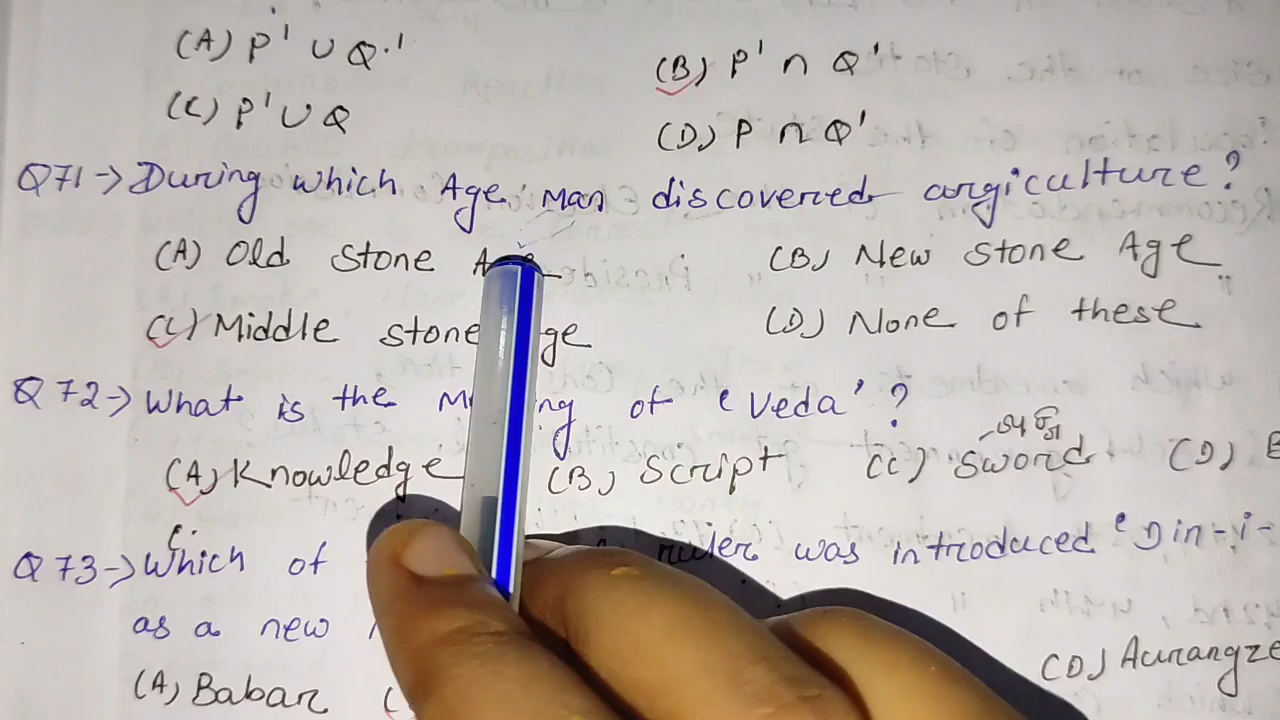 (A) P' ∪ Q'
(B) P' ∩ Q'
(C) P' ∪ Q
(D) P ∩ Q'
Q71→ During which Age Man discovered argiculture?
(A) Old stone
(B) New stone Age
(C) Middle stone
(D) None of these
Q72→ What is the of 'Veda'?
(A) Knowledge (B) Script (C) Sword (D)
Q73→ Which of ruler was introduced 'Din-i-
as a new
(A) Babar
(D) Aurangze